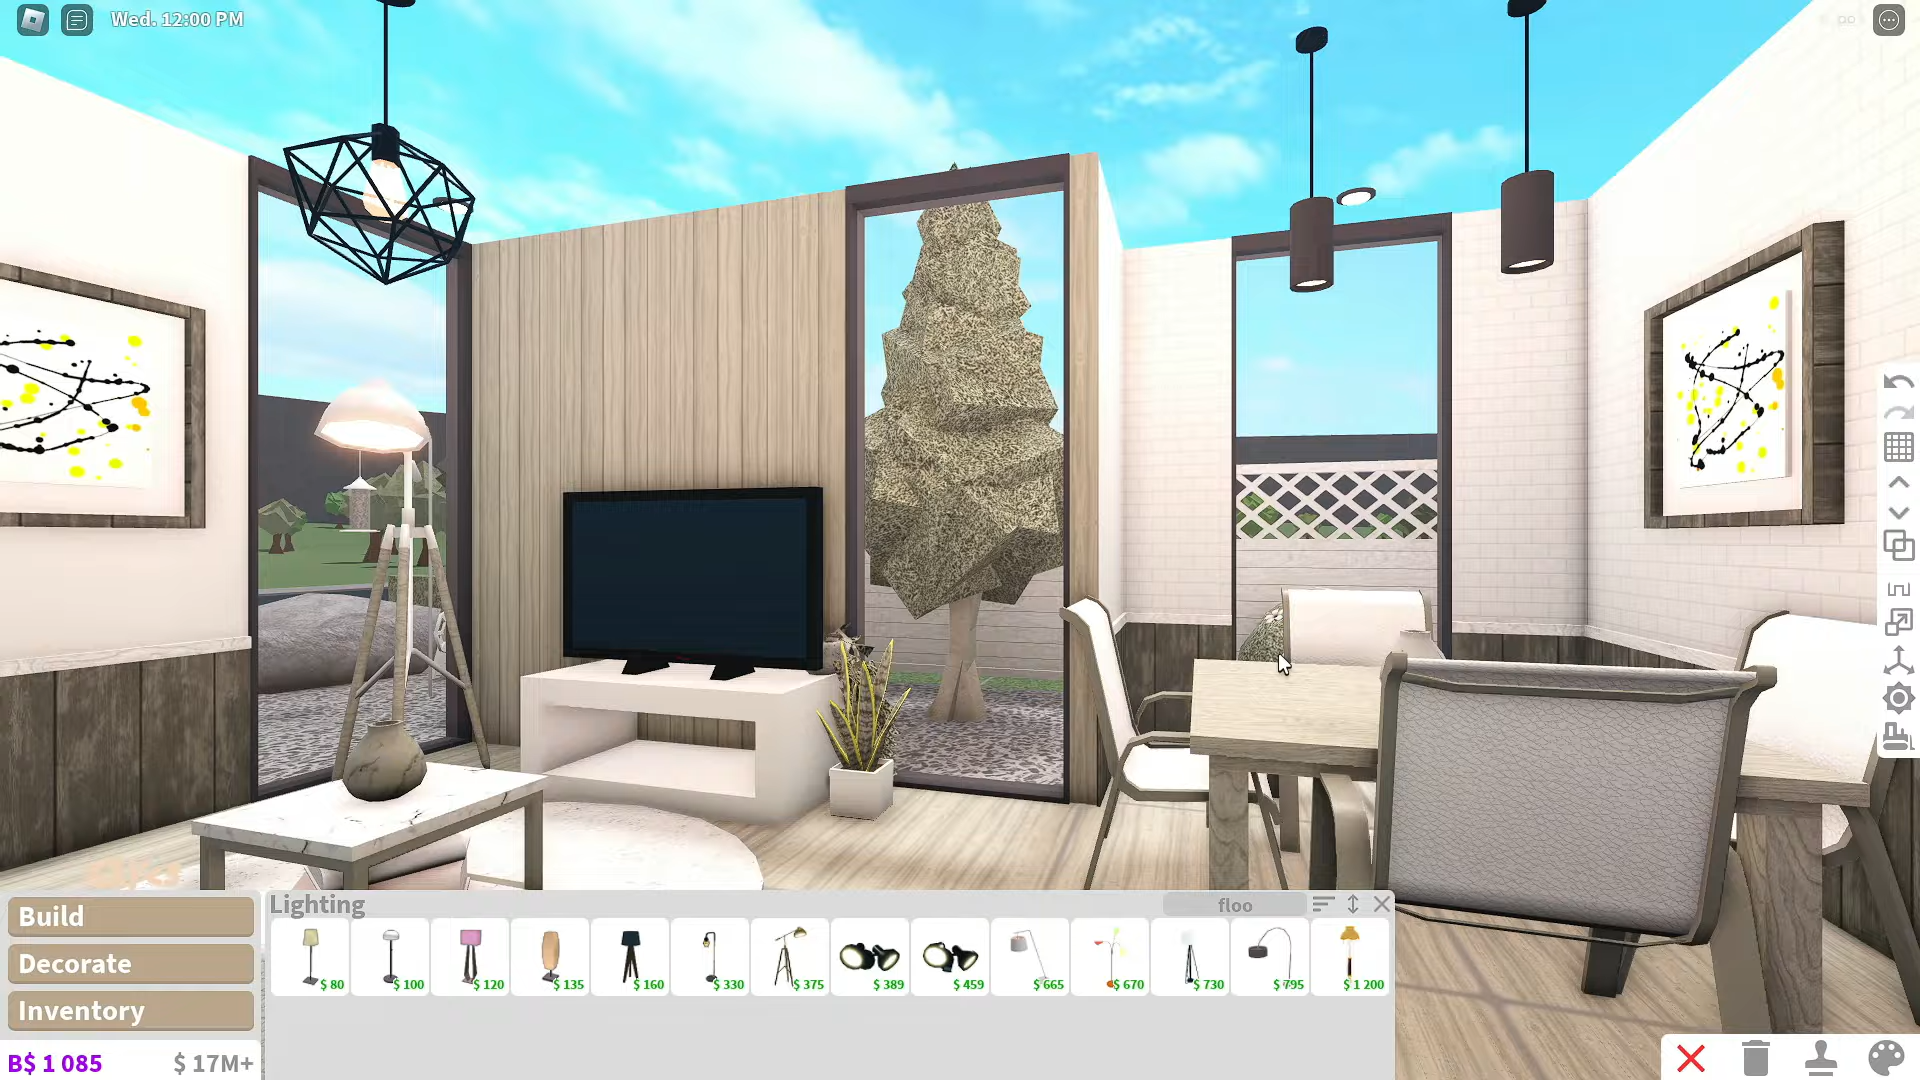 Wed. 12:00 PM
Build
Decorate
Inventory
B$ 1 085
$ 17M+
Lighting
floo
$ 80
$ 100
$ 120
$ 135
$ 160
$ 330
$ 375
$ 389
$ 459
$ 665
$ 670
$ 730
$ 795
$ 1 200